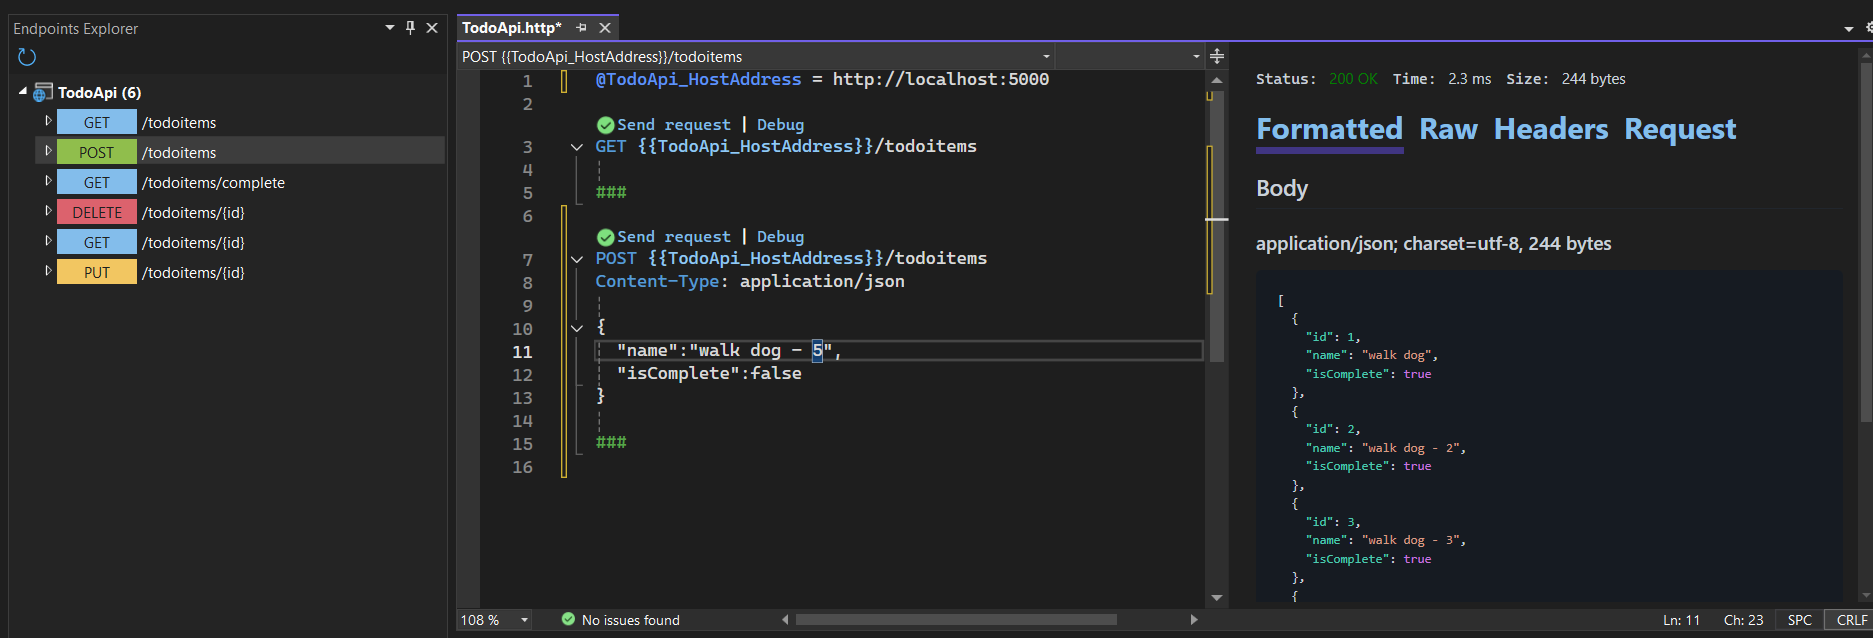 Endpoints Explorer
TodoApi (6)
GET /todoitems
POST /todoitems
GET /todoitems/complete
DELETE /todoitems/{id}
GET /todoitems/{id}
PUT /todoitems/{id}
TodoApi.http*
POST {{TodoApi_HostAddress}}/todoitems
1 @TodoApi_HostAddress = http://localhost:5000
2
Send request | Debug
3 GET {{TodoApi_HostAddress}}/todoitems
4
5 ###
6
Send request | Debug
7 POST {{TodoApi_HostAddress}}/todoitems
8 Content-Type: application/json
9
10 {
11 "name":"walk dog - 5",
12 "isComplete":false
13 }
14
15 ###
16
108 %
No issues found
Status: 200 OK Time: 2.3 ms Size: 244 bytes
Formatted Raw Headers Request
Body
application/json; charset=utf-8, 244 bytes
[
{
"id": 1,
"name": "walk dog",
"isComplete": true
},
{
"id": 2,
"name": "walk dog - 2",
"isComplete": true
},
{
"id": 3,
"name": "walk dog - 3",
"isComplete": true
},
{
Ln: 11 Ch: 23 SPC CRLF